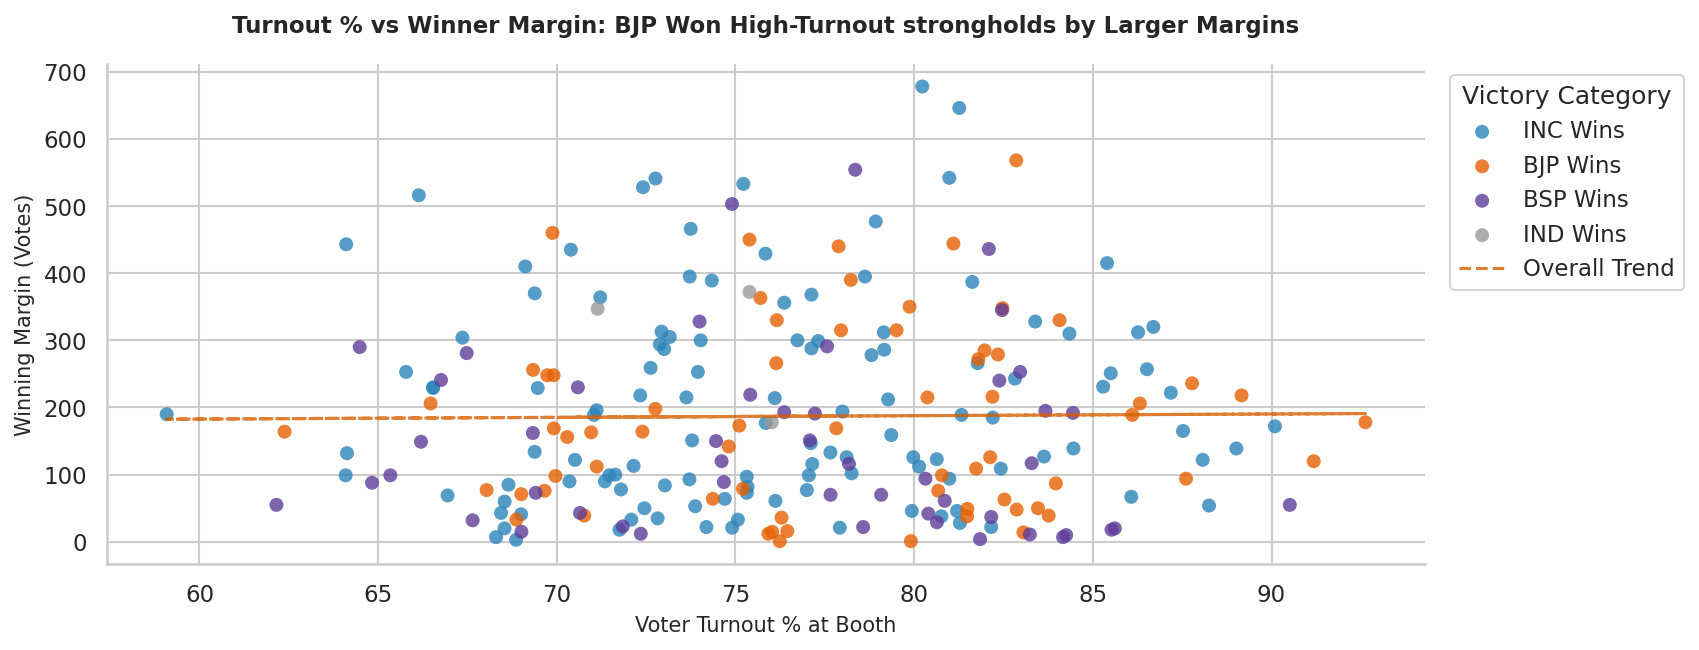 Turnout % vs Winner Margin: BJP Won High-Turnout strongholds by Larger Margins
700
600
500
400
300
200
100
0
Winning Margin (Votes)
60
65
70
75
80
85
90
Voter Turnout % at Booth
Victory Category
INC Wins
BJP Wins
BSP Wins
IND Wins
Overall Trend